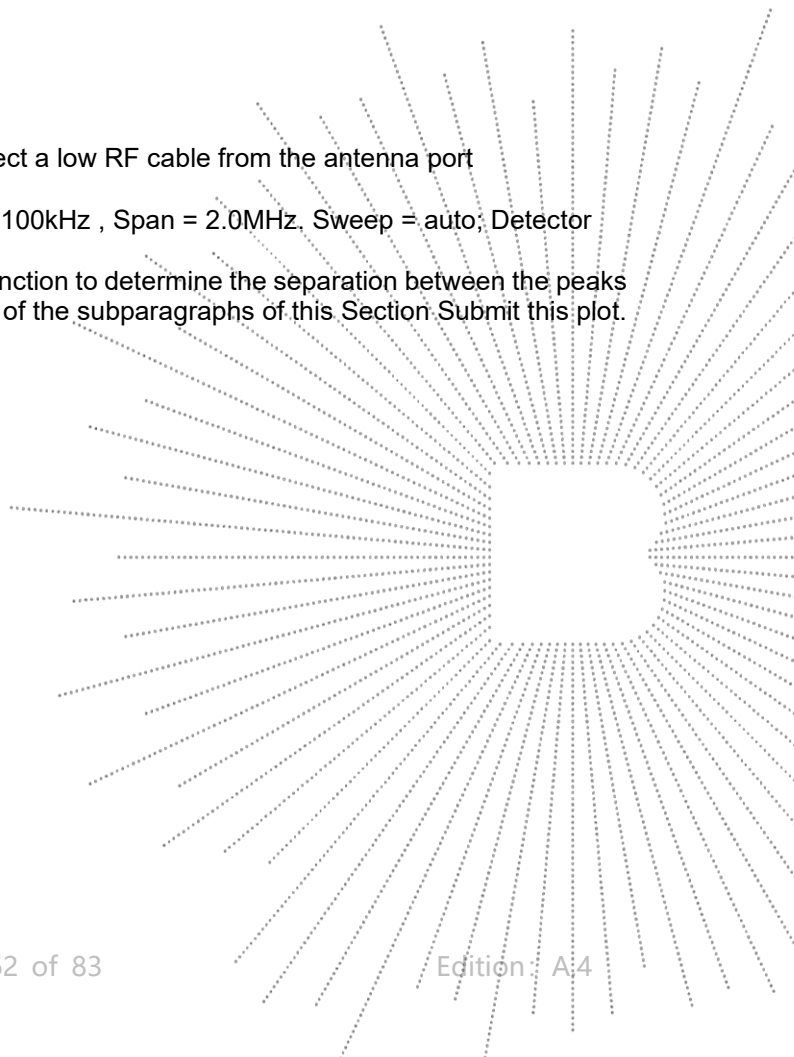 ect a low RF cable from the antenna port
100kHz , Span = 2.0MHz. Sweep = auto; Detector
nction to determine the separation between the peaks
of the subparagraphs of this Section Submit this plot.
62 of 83 Edition: A.4